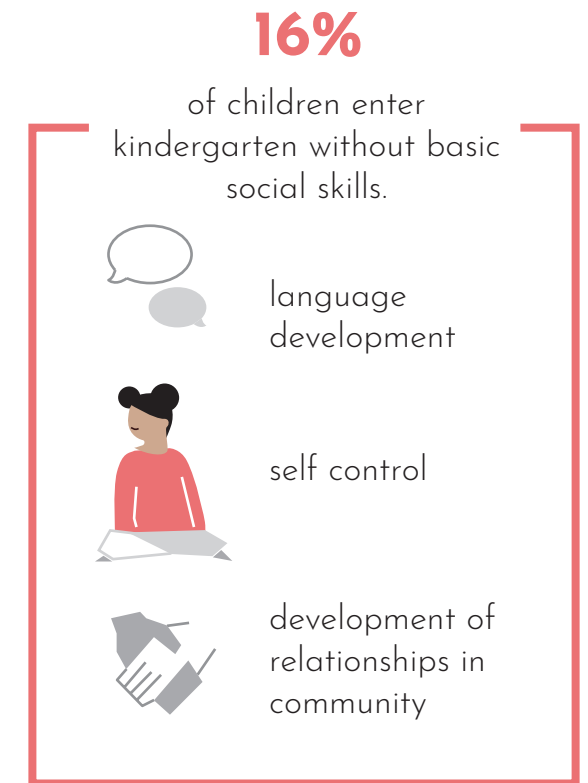 16%
of children enter
kindergarten without basic
social skills.
language
development
self control
development of
relationships in
community